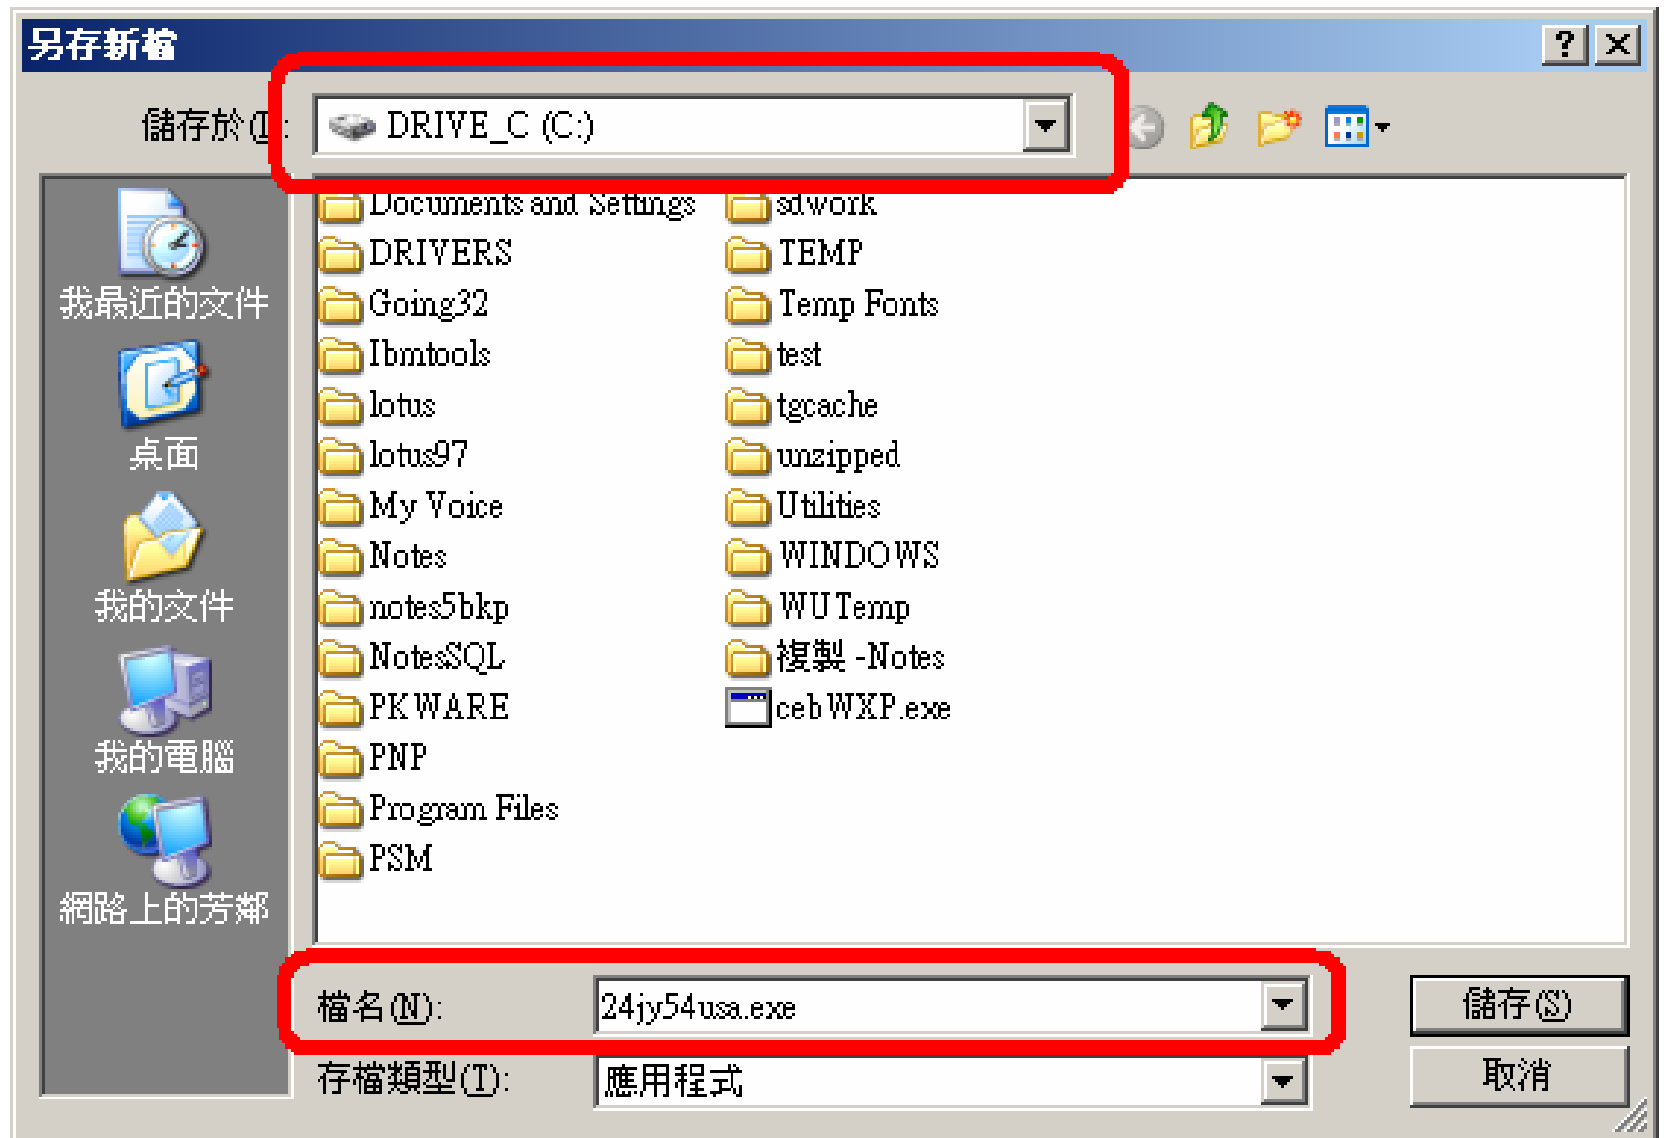 另存新檔
儲存於(I): DRIVE_C (C:)
我最近的文件
桌面
我的文件
我的電腦
網路上的芳鄰
Documents and Settings
DRIVERS
Going32
Ibmtools
lotus
lotus97
My Voice
Notes
notes5bkp
NotesSQL
PKWARE
PNP
Program Files
PSM
sdwork
TEMP
Temp Fonts
test
tgcache
unzipped
Utilities
WINDOWS
WUTemp
複製 -Notes
cebWXP.exe
檔名(N): 24jy54usa.exe
儲存(S)
存檔類型(T): 應用程式
取消